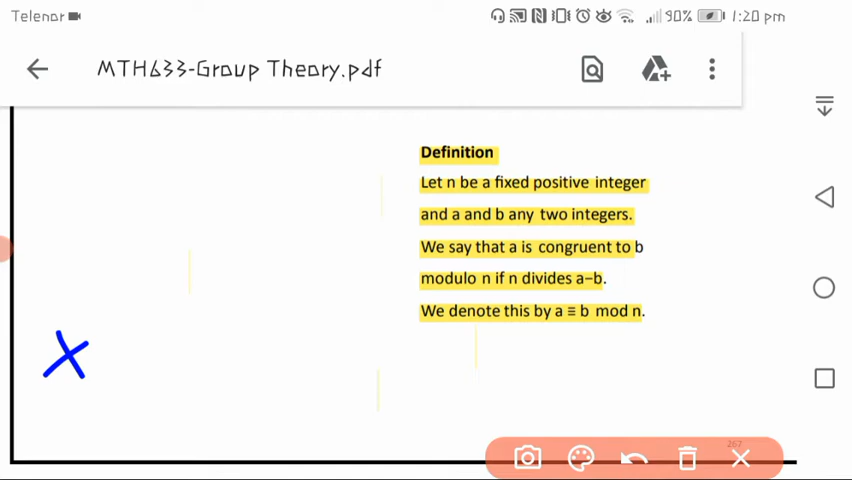 Telenor 90% 1:20 pm
MTH633-Group Theory.pdf
Definition
Let n be a fixed positive integer
and a and b any two integers.
We say that a is congruent to b
modulo n if n divides a−b.
We denote this by a ≡ b mod n.
267